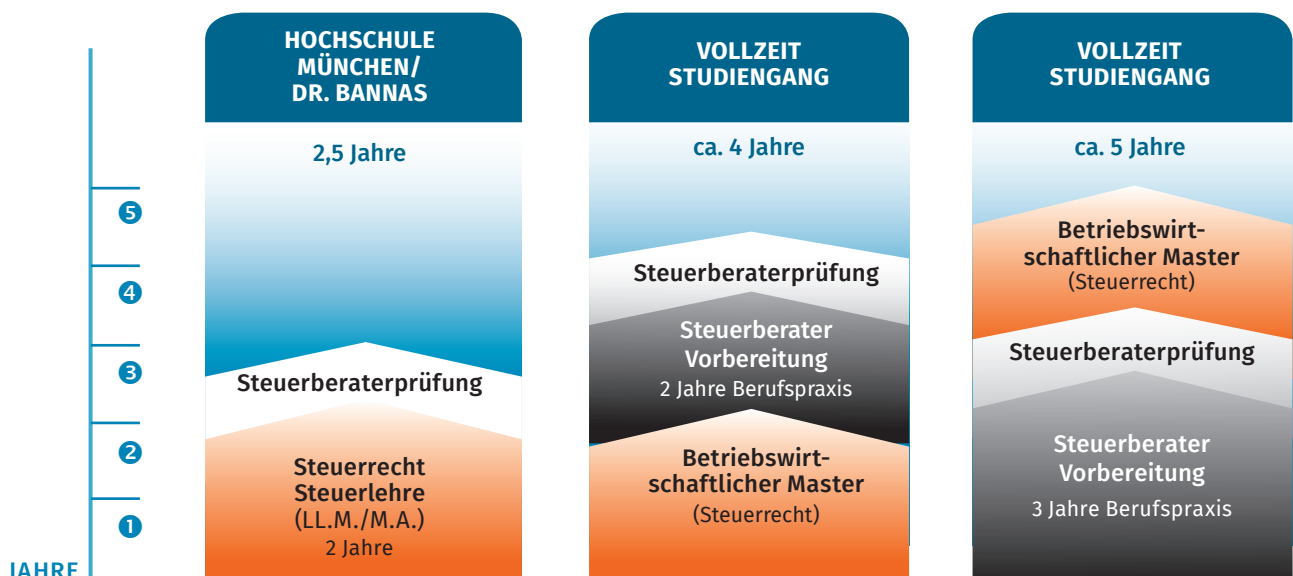 HOCHSCHULE
MÜNCHEN/
DR. BANNAS
2,5 Jahre
Steuerberaterprüfung
Steuerrecht
Steuerlehre
(LL.M./M.A.)
2 Jahre
VOLLZEIT
STUDIENGANG
ca. 4 Jahre
Steuerberaterprüfung
Steuerberater
Vorbereitung
2 Jahre Berufspraxis
Betriebswirt-
schaftlicher Master
(Steuerrecht)
VOLLZEIT
STUDIENGANG
ca. 5 Jahre
Betriebswirt-
schaftlicher Master
(Steuerrecht)
Steuerberaterprüfung
Steuerberater
Vorbereitung
3 Jahre Berufspraxis
5
4
3
2
1
JAHRE